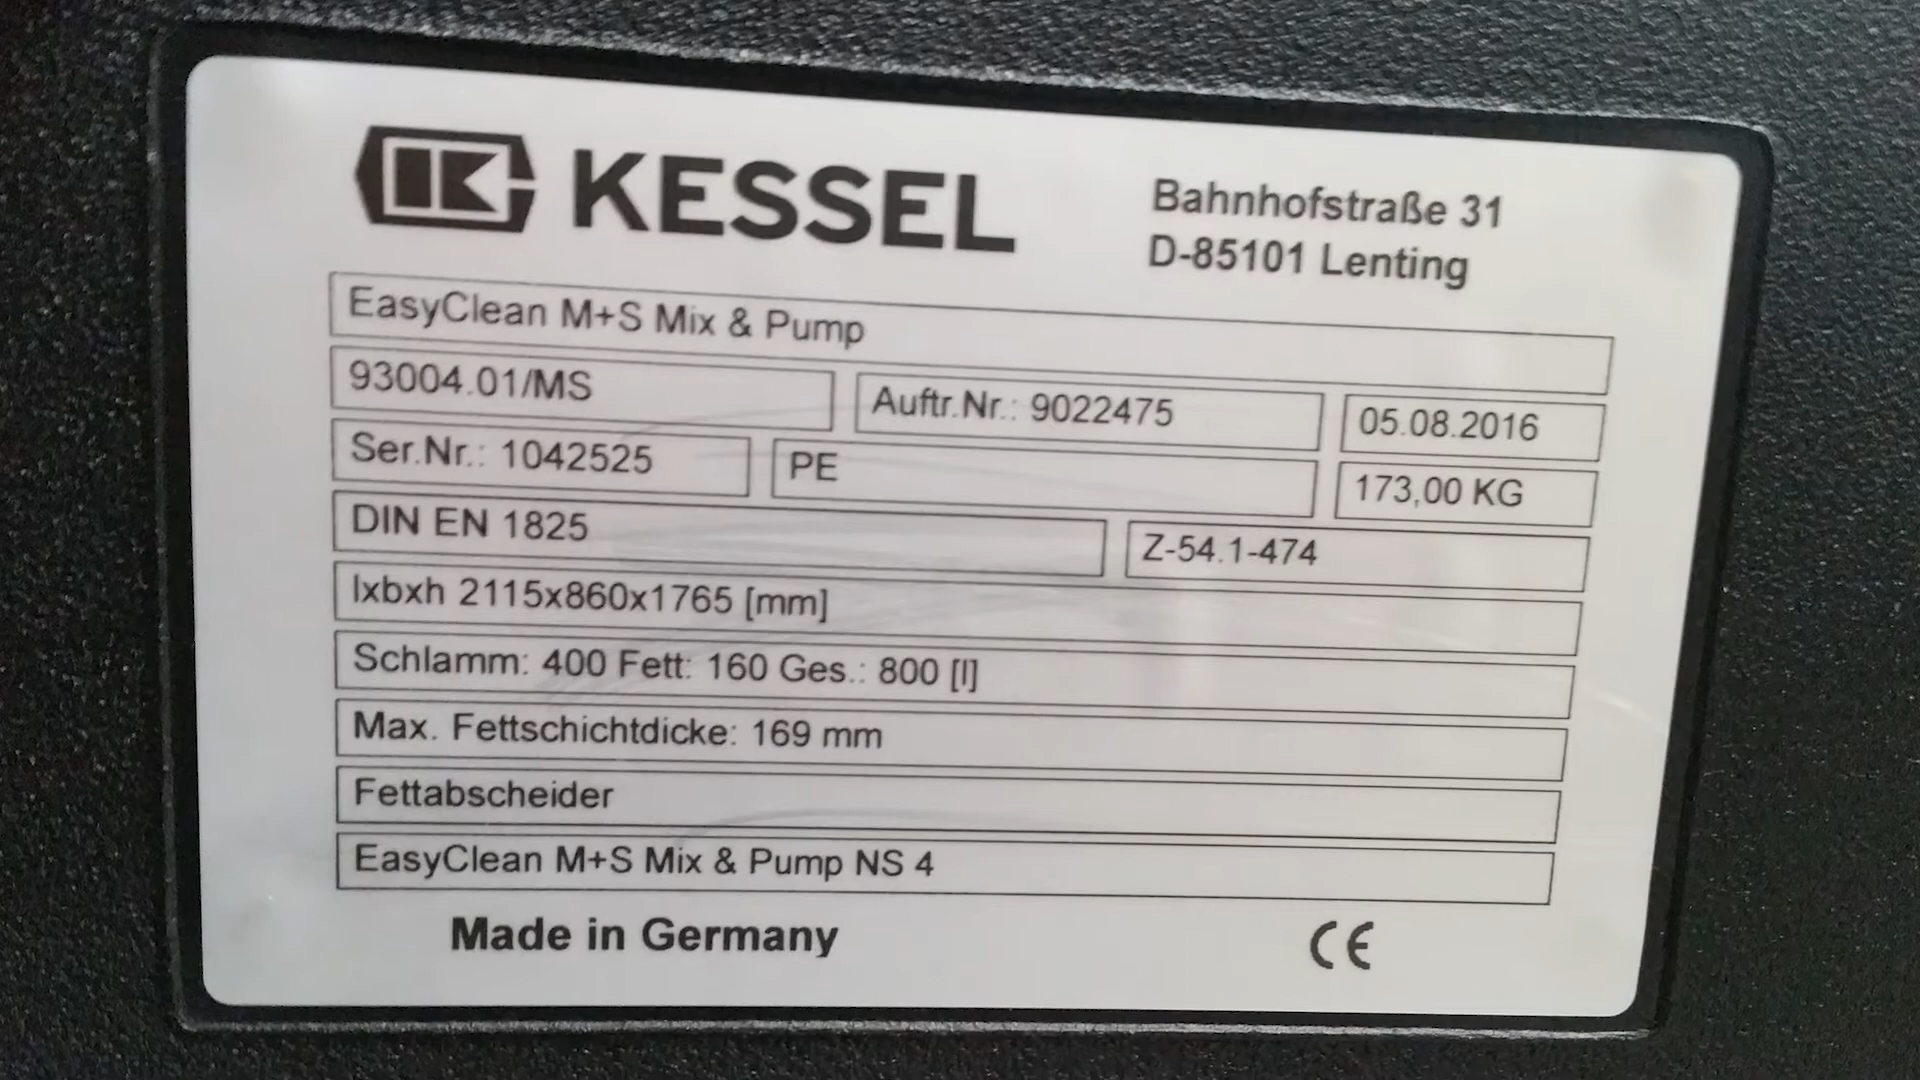 KESSEL
Bahnhofstraße 31
D-85101 Lenting
EasyClean M+S Mix & Pump
93004.01/MS
Auftr.Nr.: 9022475
05.08.2016
Ser.Nr.: 1042525
PE
173,00 KG
DIN EN 1825
Z-54.1-474
lxbxh 2115x860x1765 [mm]
Schlamm: 400 Fett: 160 Ges.: 800 [l]
Max. Fettschichtdicke: 169 mm
Fettabscheider
EasyClean M+S Mix & Pump NS 4
Made in Germany
CE